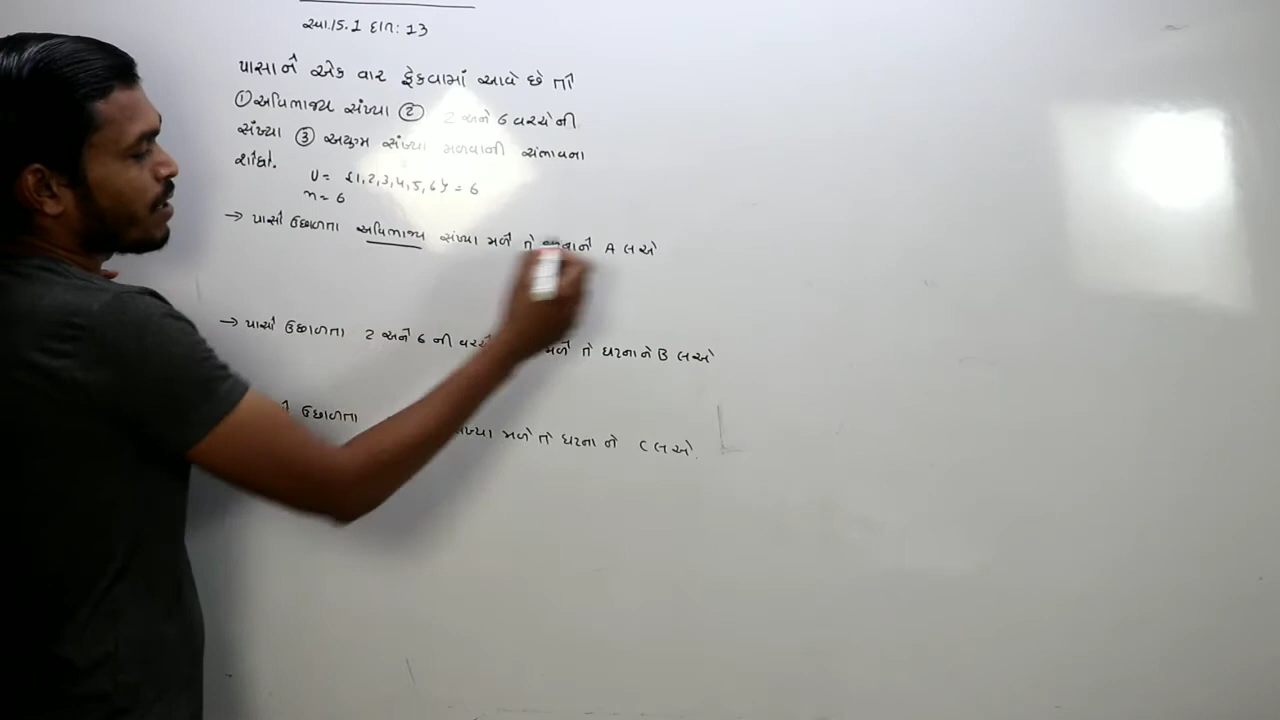 સ્વા.15.1 દાખ: 13
પાસાને એક વાર ફેંકવામાં આવે છે તો
① અવિભાજ્ય સંખ્યા ② 2 અને 6 વચ્ચેની
સંખ્યા ③ અયુગ્મ સંખ્યા મળવાની સંભાવના
શોધો.
U = {1,2,3,4,5,6} = 6
n = 6
→ પાસો ઉછાળતા અવિભાજ્ય સંખ્યા મળે તે A લઓ
→ પાસો ઉછાળતા 2 અને 6 ની મળે તે ઘટનાને B લઓ
ઉછાળતા સંખ્યા મળે તે ઘટના ને C લઓ.